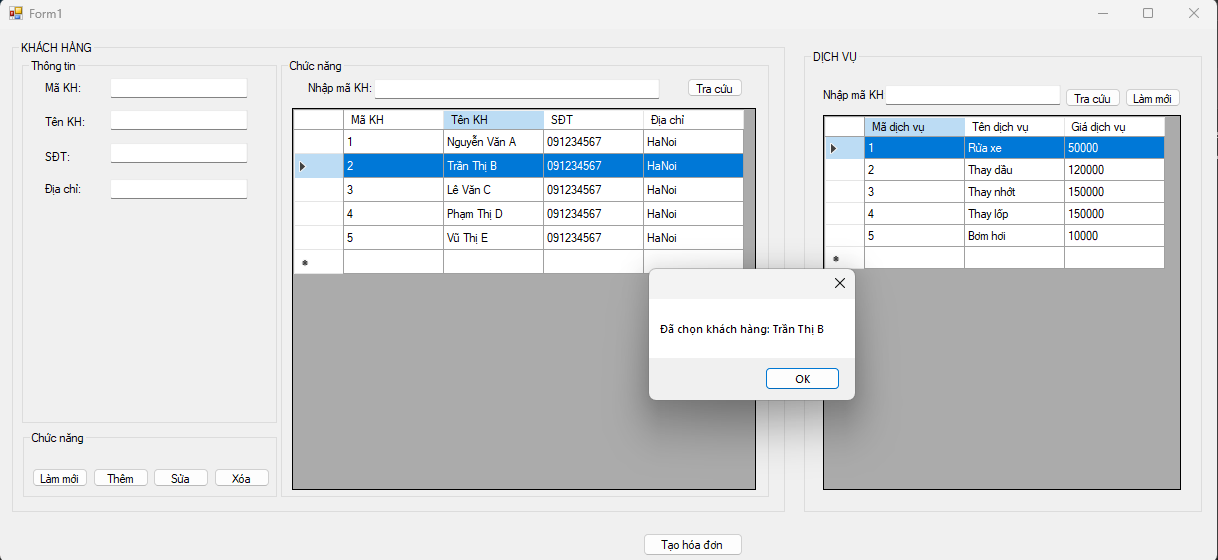 Form1
KHÁCH HÀNG
Thông tin
Mã KH:
Tên KH:
SĐT:
Địa chỉ:
Chức năng
Làm mới Thêm Sửa Xóa
Chức năng
Nhập mã KH: Tra cứu
Mã KH Tên KH SĐT Địa chỉ
1 Nguyễn Văn A 091234567 HaNoi
2 Trần Thị B 091234567 HaNoi
3 Lê Văn C 091234567 HaNoi
4 Phạm Thị D 091234567 HaNoi
5 Vũ Thị E 091234567 HaNoi
DỊCH VỤ
Nhập mã KH Tra cứu Làm mới
Mã dịch vụ Tên dịch vụ Giá dịch vụ
1 Rửa xe 50000
2 Thay dầu 120000
3 Thay nhớt 150000
4 Thay lốp 150000
5 Bơm hơi 10000
Đã chọn khách hàng: Trần Thị B
OK
Tạo hóa đơn